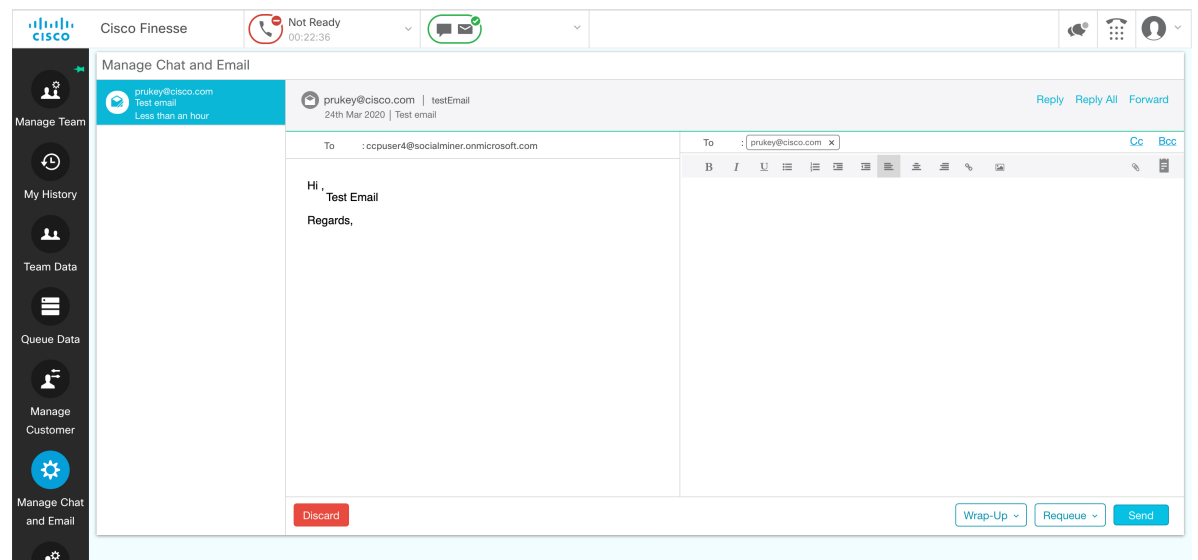 CISCO
Cisco Finesse
Not Ready
00:22:36
Manage Team
My History
Team Data
Queue Data
Manage
Customer
Manage Chat
and Email
Manage Chat and Email
prukey@cisco.com
Test email
Less than an hour
prukey@cisco.com | testEmail
24th Mar 2020 | Test email
Reply Reply All Forward
To : ccpuser4@socialminer.onmicrosoft.com
Hi ,
Test Email
Regards,
To : prukey@cisco.com x
Cc Bcc
B I U
Discard
Wrap-Up
Requeue
Send